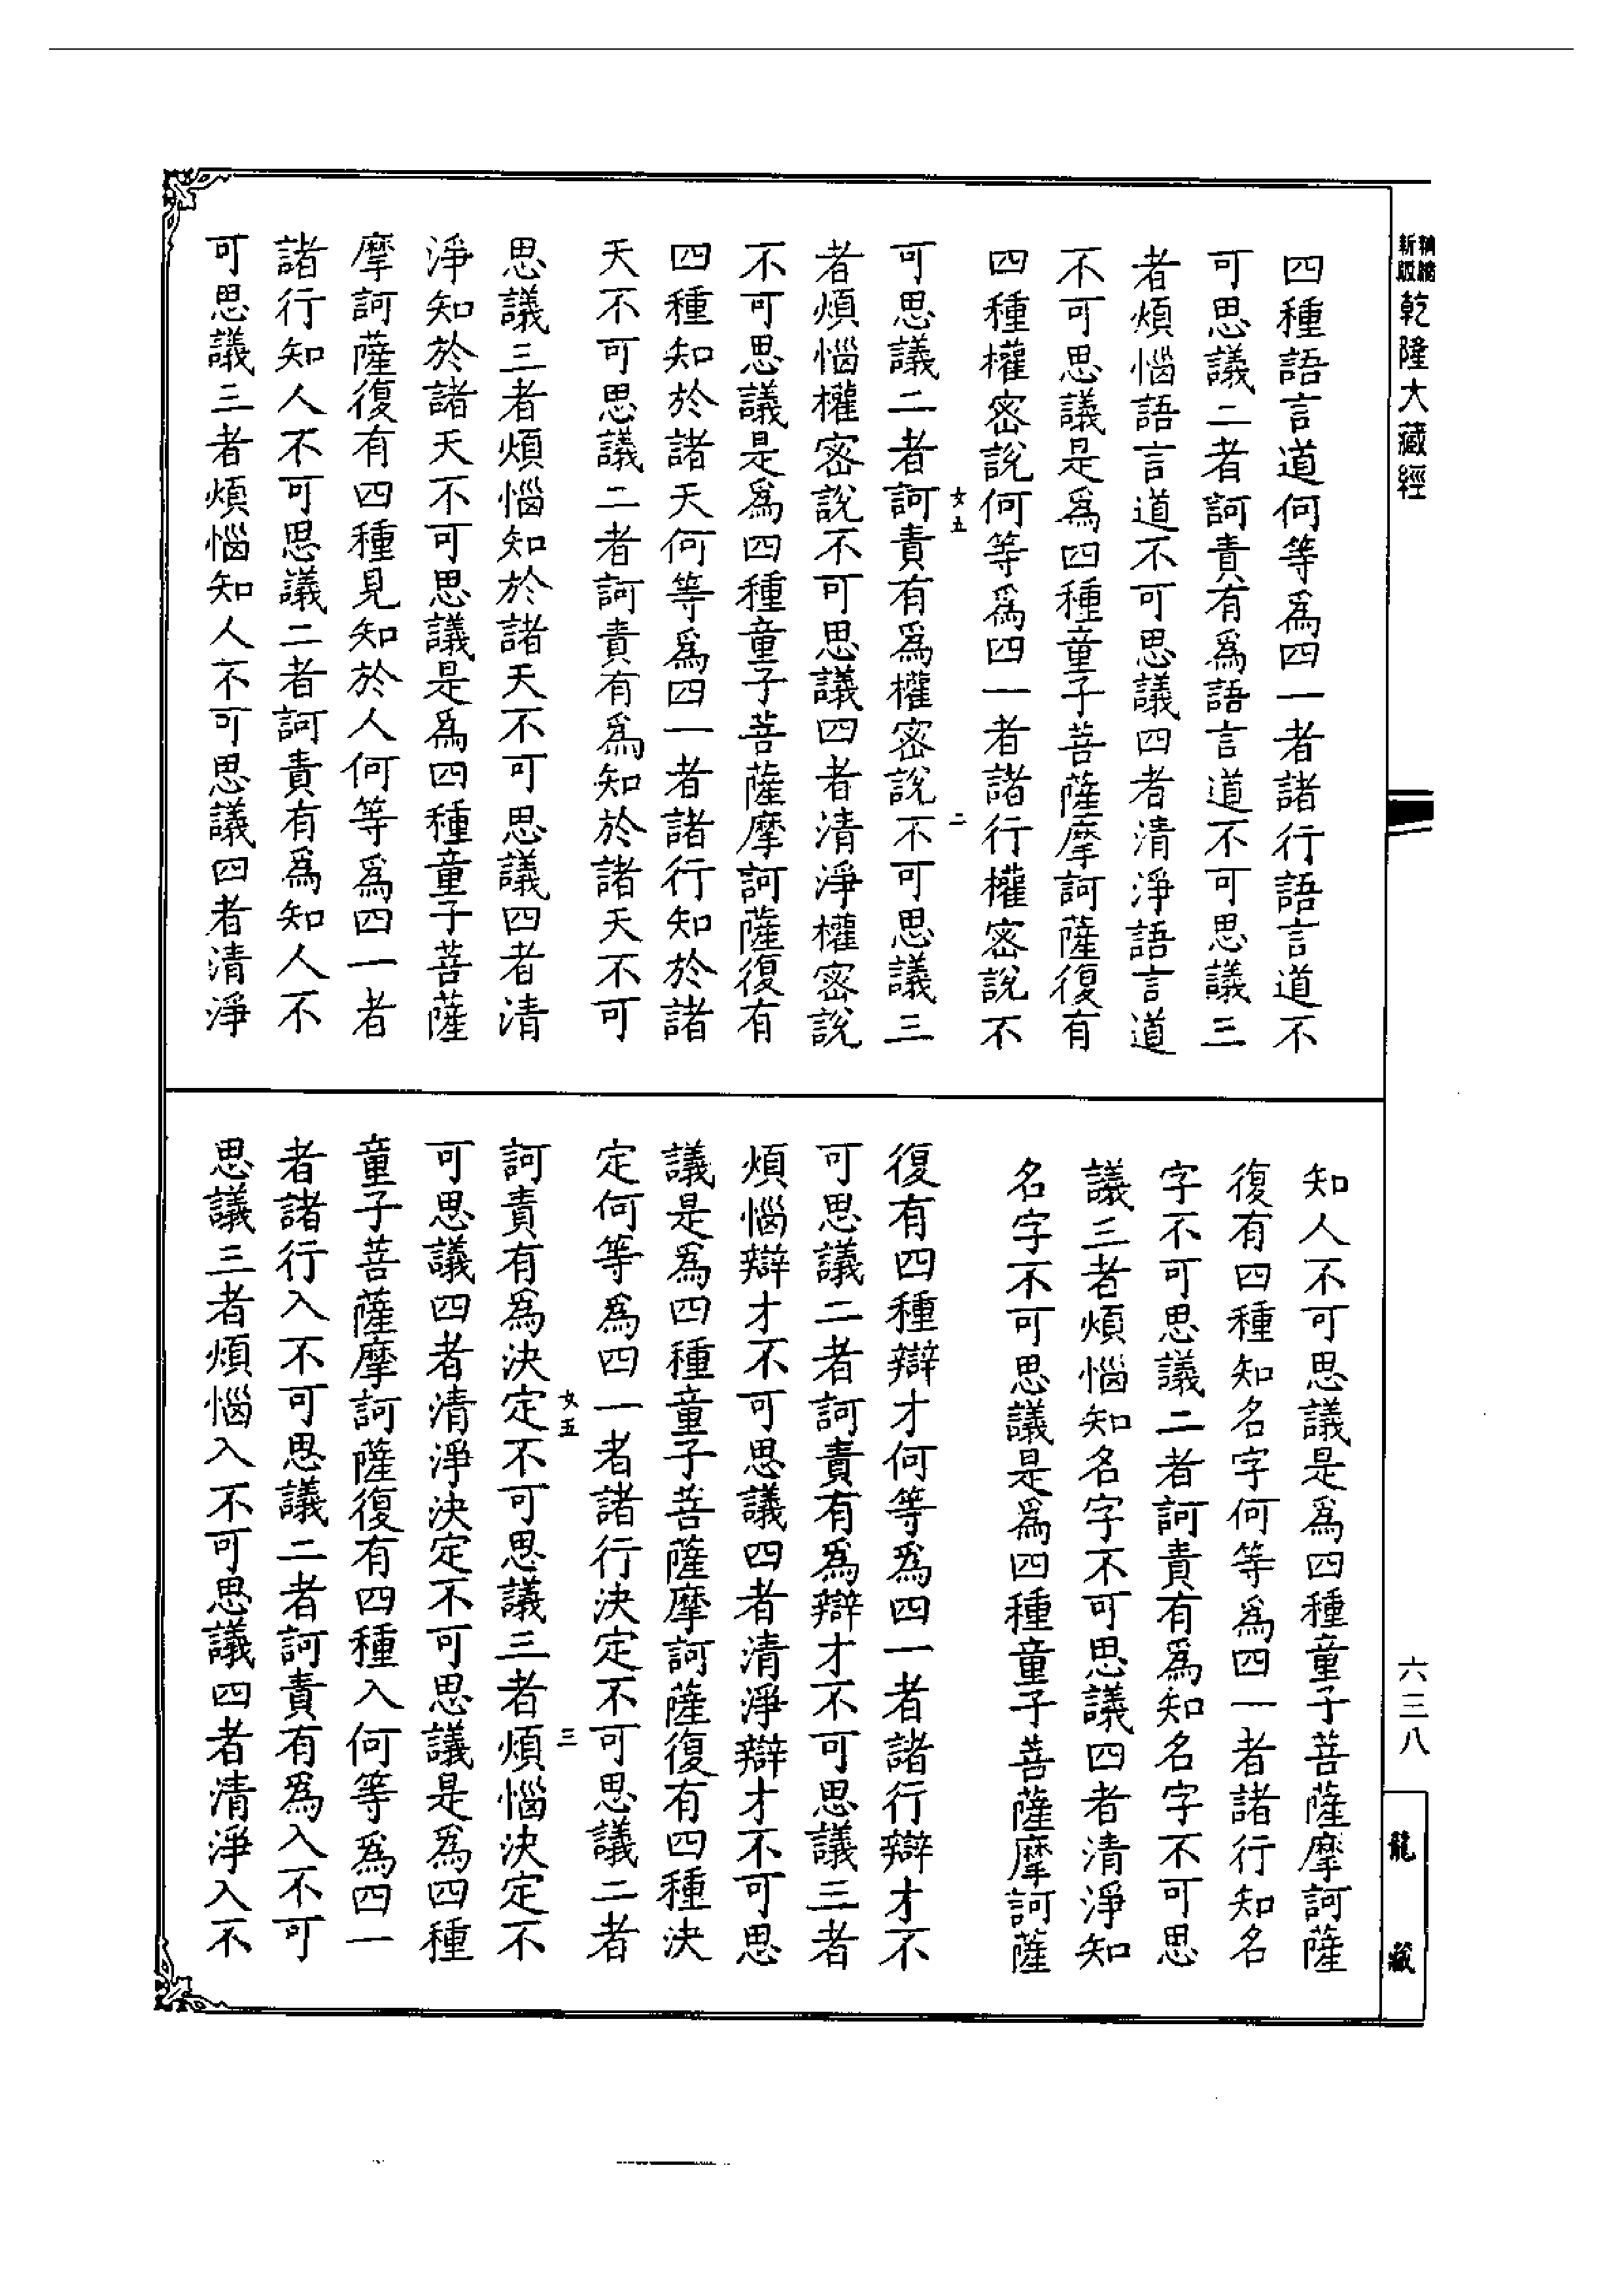 精縮
新版
乾隆大藏經
四種語言道何等爲四一者諸行語言道不
可思議二者訶責有爲語言道不可思議三
者煩惱語言道不可思議四者清淨語言道
不可思議是爲四種童子菩薩摩訶薩復有
四種權密說何等爲四一者諸行權密說不
女五
二
可思議二者訶責有爲權密說不可思議三
者煩惱權密說不可思議四者清淨權密說
不可思議是爲四種童子菩薩摩訶薩復有
四種知於諸天何等爲四一者諸行知於諸
天不可思議二者訶責有爲知於諸天不可
思議三者煩惱知於諸天不可思議四者清
淨知於諸天不可思議是爲四種童子菩薩
摩訶薩復有四種見知於人何等爲四一者
諸行知人不可思議二者訶責有爲知人不
可思議三者煩惱知人不可思議四者清淨
知人不可思議是爲四種童子菩薩摩訶薩
復有四種知名字何等爲四一者諸行知名
字不可思議二者訶責有爲知名字不可思
議三者煩惱知名字不可思議四者清淨知
名字不可思議是爲四種童子菩薩摩訶薩
復有四種辯才何等爲四一者諸行辯才不
可思議二者訶責有爲辯才不可思議三者
煩惱辯才不可思議四者清淨辯才不可思
議是爲四種童子菩薩摩訶薩復有四種決
定何等爲四一者諸行決定不可思議二者
女五
三
訶責有爲決定不可思議三者煩惱決定不
可思議四者清淨決定不可思議是爲四種
童子菩薩摩訶薩復有四種入何等爲四一
者諸行入不可思議二者訶責有爲入不可
思議三者煩惱入不可思議四者清淨入不
六三八
龍藏